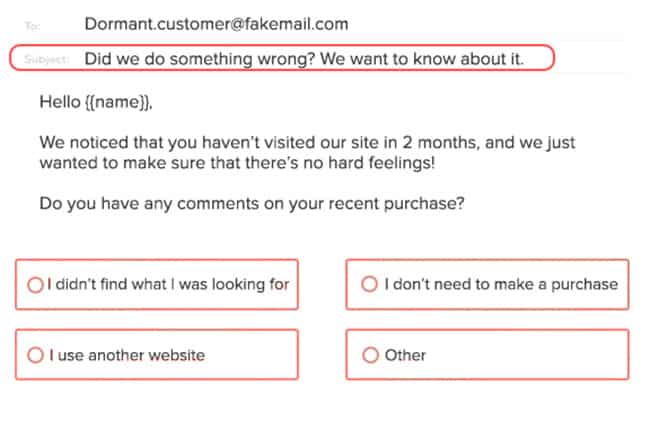 To: Dormant.customer@fakemail.com
Subject: Did we do something wrong? We want to know about it.
Hello {{name}},
We noticed that you haven't visited our site in 2 months, and we just
wanted to make sure that there's no hard feelings!
Do you have any comments on your recent purchase?
I didn't find what I was looking for
I don't need to make a purchase
I use another website
Other